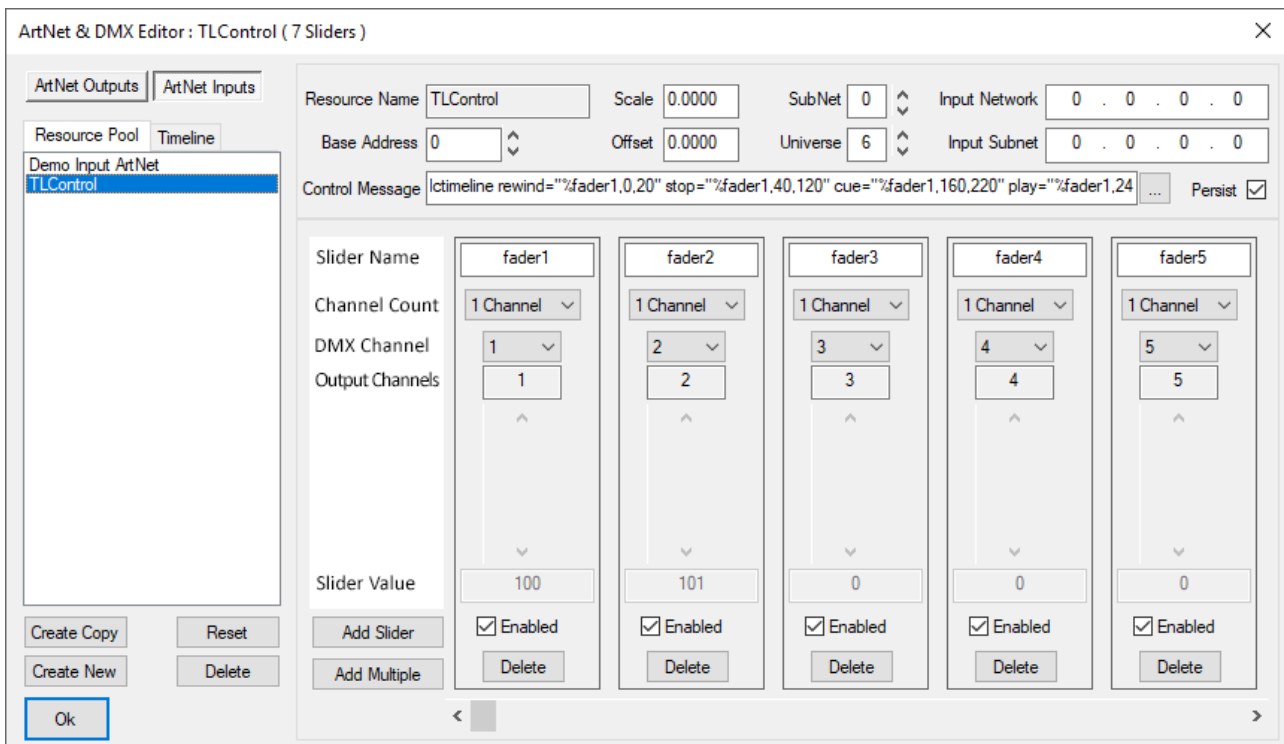 ArtNet & DMX Editor : TLControl ( 7 Sliders )
ArtNet Outputs ArtNet Inputs
Resource Pool Timeline
Demo Input ArtNet
TLControl
Create Copy Reset
Create New Delete
Ok
Resource Name TLControl Scale 0.0000 SubNet 0 Input Network 0 . 0 . 0 . 0
Base Address 0 Offset 0.0000 Universe 6 Input Subnet 0 . 0 . 0 . 0
Control Message lctimeline rewind="%fader1,0,20" stop="%fader1,40,120" cue="%fader1,160,220" play="%fader1,24 ... Persist
Slider Name fader1 fader2 fader3 fader4 fader5
Channel Count 1 Channel 1 Channel 1 Channel 1 Channel 1 Channel
DMX Channel 1 2 3 4 5
Output Channels 1 2 3 4 5
Slider Value 100 101 0 0 0
Add Slider Enabled Enabled Enabled Enabled Enabled
Add Multiple Delete Delete Delete Delete Delete